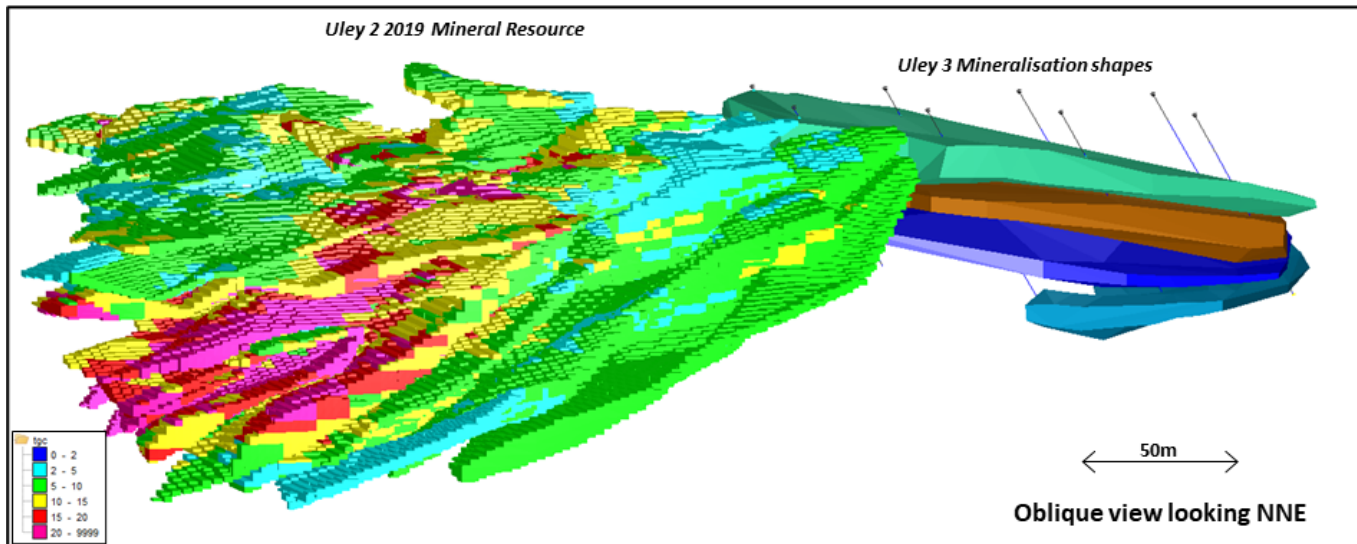 Uley 2 2019 Mineral Resource
Uley 3 Mineralisation shapes
tgc
0 - 2
2 - 5
5 - 10
10 - 15
15 - 20
20 - 9999
50m
Oblique view looking NNE